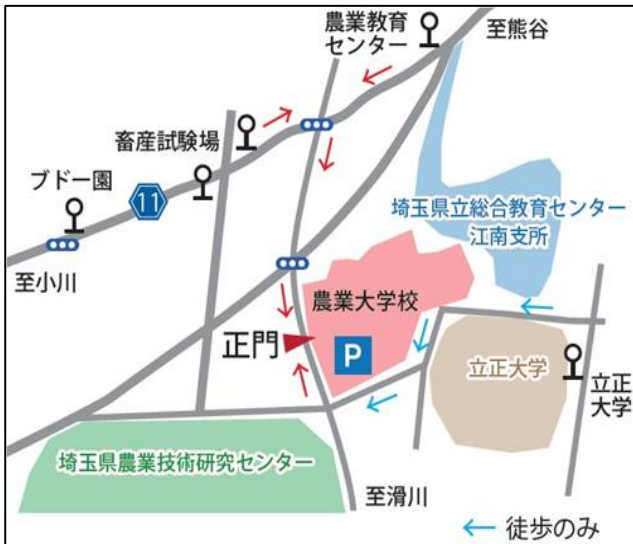 農業教育
センター
至熊谷
畜産試験場
ブドー園
11
埼玉県立総合教育センター
江南支所
至小川
農業大学校
正門
P
立正大学
立正
大学
埼玉県農業技術研究センター
至滑川
徒歩のみ